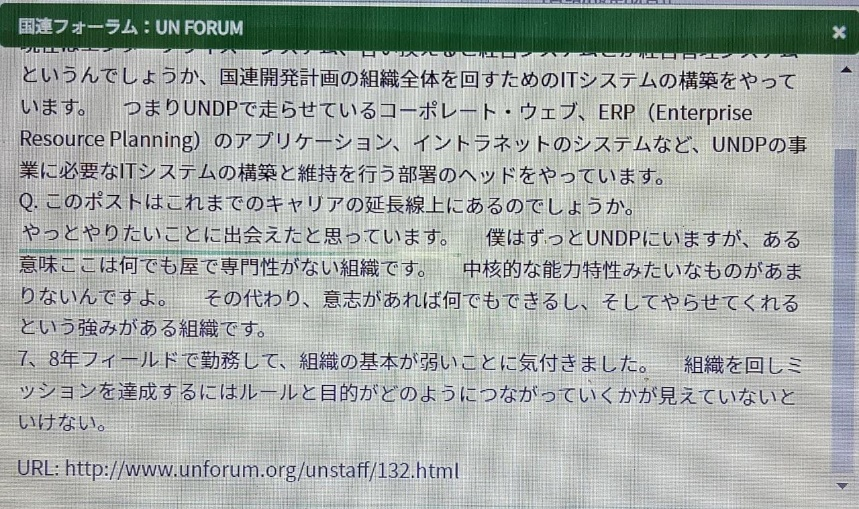 国連フォーラム：UN FORUM
というんでしょうか、国連開発計画の組織全体を回すためのITシステムの構築をやって
います。　つまりUNDPで走らせているコーポレート・ウェブ、ERP（Enterprise
Resource Planning）のアプリケーション、イントラネットのシステムなど、UNDPの事
業に必要なITシステムの構築と維持を行う部署のヘッドをやっています。
Q. このポストはこれまでのキャリアの延長線上にあるのでしょうか。
やっとやりたいことに出会えたと思っています。　僕はずっとUNDPにいますが、ある
意味ここは何でも屋で専門性がない組織です。　中核的な能力特性みたいなものがあま
りないんですよ。　その代わり、意志があれば何でもできるし、そしてやらせてくれる
という強みがある組織です。
7、8年フィールドで勤務して、組織の基本が弱いことに気付きました。　組織を回しミ
ッションを達成するにはルールと目的がどのようにつながっていくかが見えていないと
いけない。
URL: http://www.unforum.org/unstaff/132.html